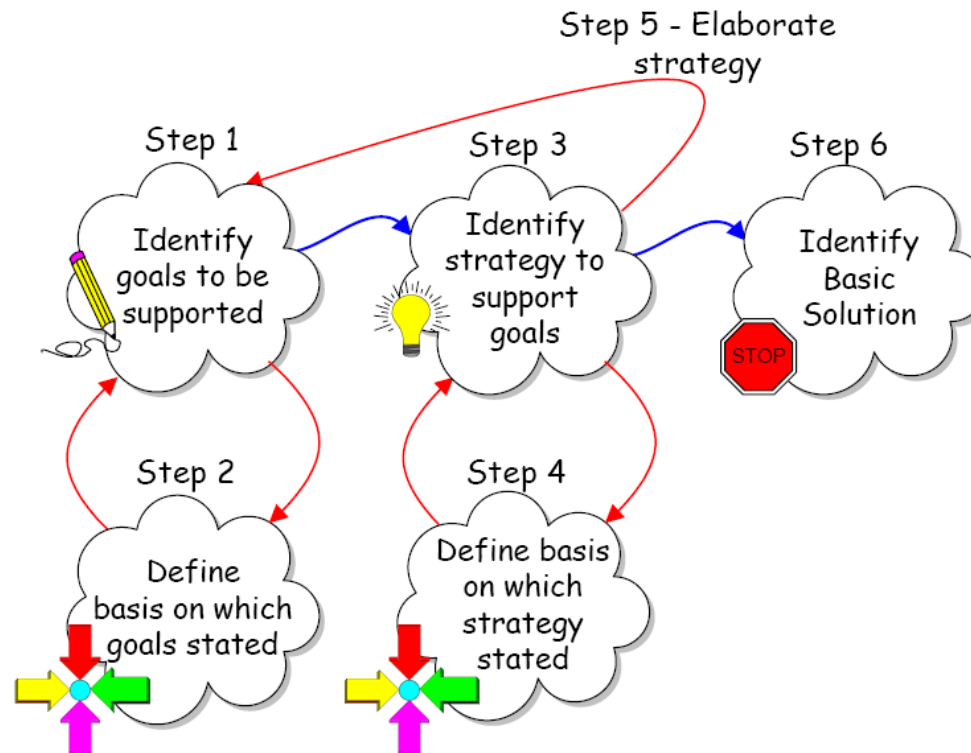 Step 5 - Elaborate
strategy
Step 1
Identify
goals to be
supported
Step 3
Identify
strategy to
support
goals
Step 6
Identify
Basic
Solution
STOP
Step 2
Define
basis on which
goals stated
Step 4
Define basis
on which
strategy
stated